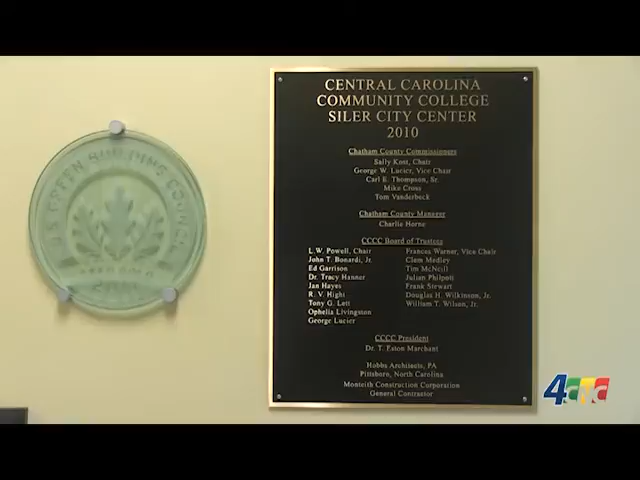 U.S. GREEN BUILDING COUNCIL
CENTRAL CAROLINA
COMMUNITY COLLEGE
SILER CITY CENTER
2010
Chatham County Commissioners
Sally Kost, Chair
George W. Lucier, Vice Chair
Carl E. Thompson, Sr.
Mike Cross
Tom Vanderbeck
Chatham County Manager
Charlie Horne
CCCC Board of Trustees
L.W. Powell, Chair
John T. Bonardi, Jr.
Ed Garrison
Dr. Tracy Hanner
Jan Hayes
R. V. Hight
Tony G. Lett
Ophelia Livingston
George Lucier
Frances Warner, Vice Chair
Clem Medley
Tim McNeill
Julian Philpott
Frank Stewart
Douglas H. Wilkinson, Jr.
William T. Wilson, Jr.
CCCC President
Dr. T. Eston Marchant
Hobbs Architects, PA
Pittsboro, North Carolina
Monteith Construction Corporation
General Contractor